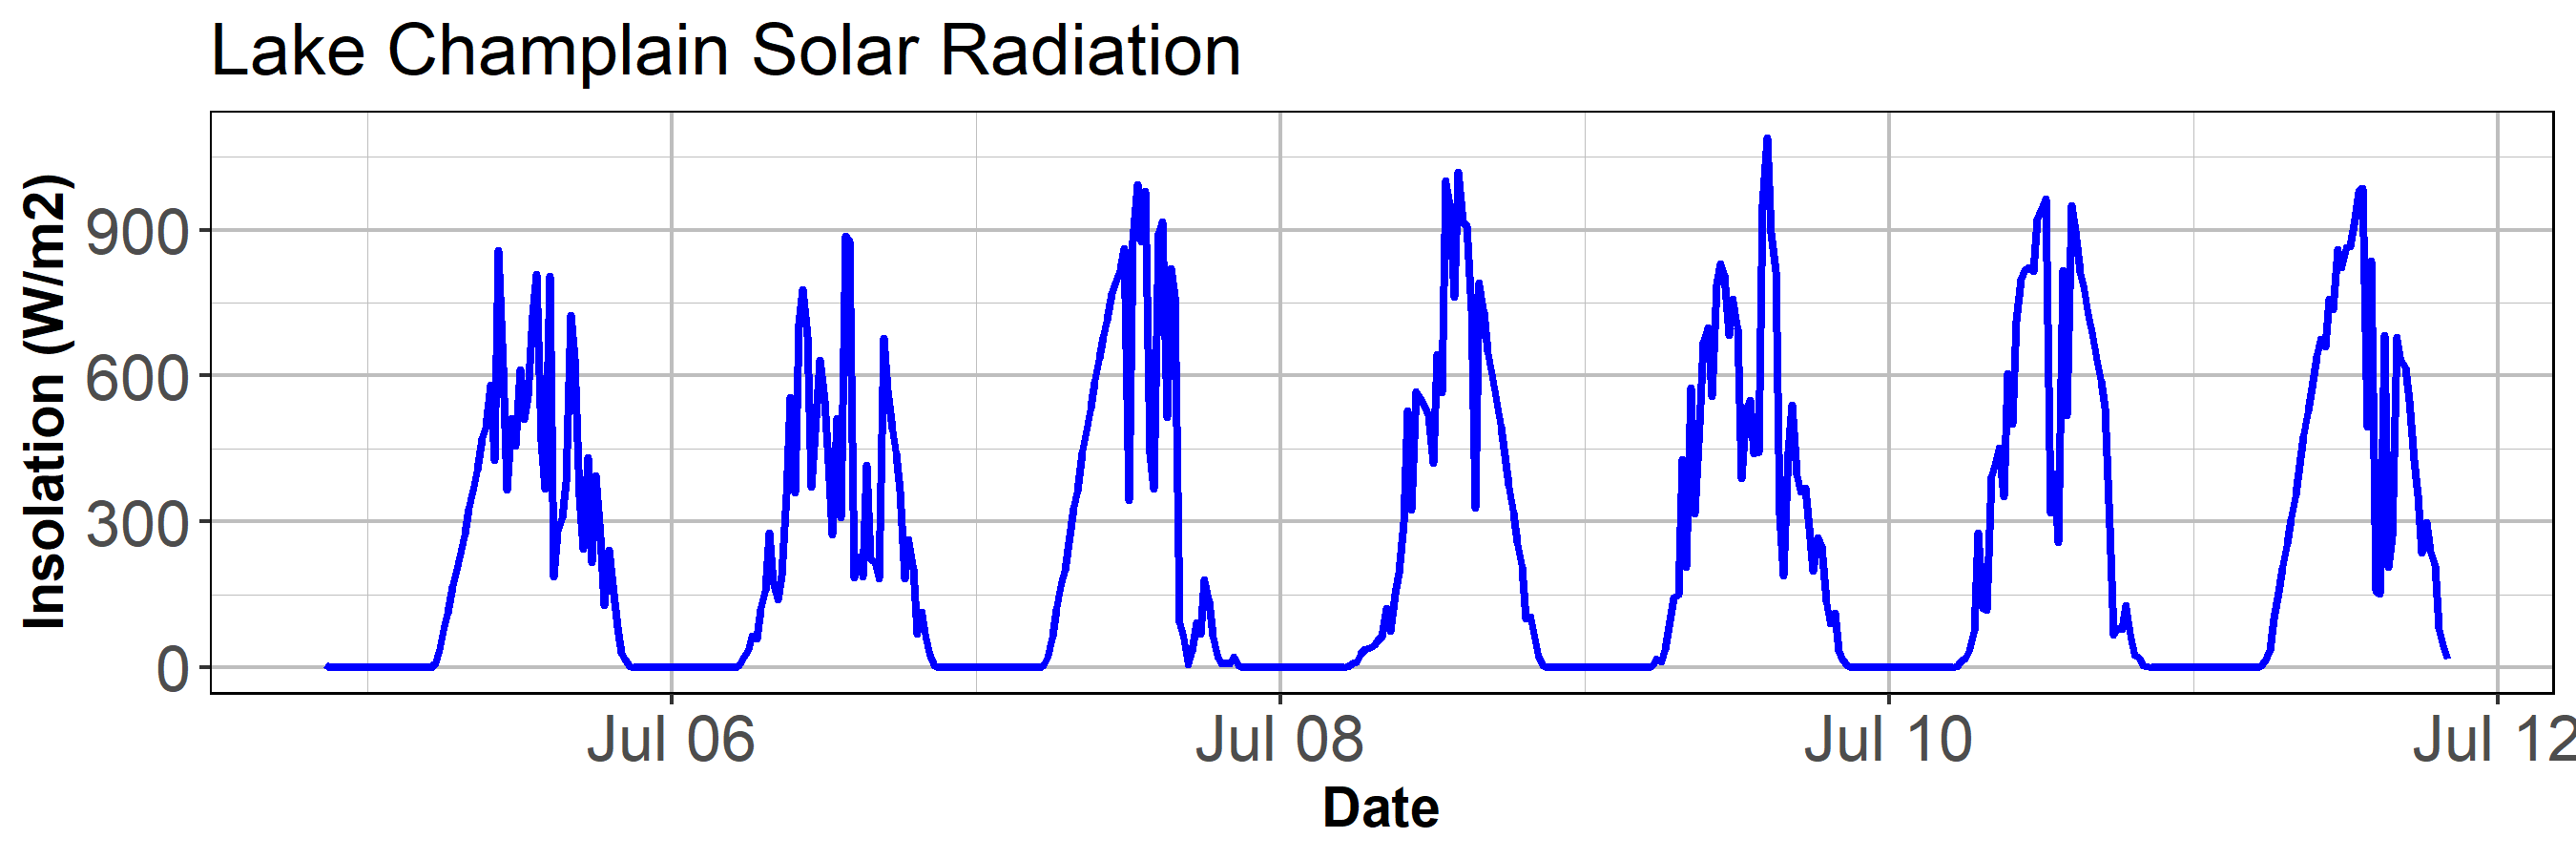 Lake Champlain Solar Radiation
Insolation (W/m2)
900
600
300
0
Jul 06
Jul 08
Jul 10
Jul 12
Date